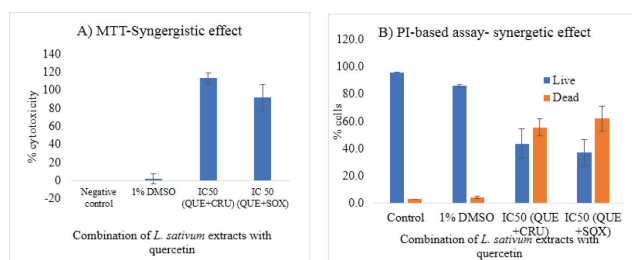 A) MTT-Syngergistic effect
% cytotoxicity
140
120
100
80
60
40
20
0
-20
Negative
control
1% DMSO
IC50
(QUE+CRU)
IC 50
(QUE+SOX)
Combination of L. sativum extracts with
quercetin
B) PI-based assay- synergetic effect
% cells
120.0
100.0
80.0
60.0
40.0
20.0
0.0
Live
Dead
Control
1% DMSO
IC50 (QUE
+CRU)
IC50 (QUE
+SOX)
Combination of L. sativum extracts with
quercetin